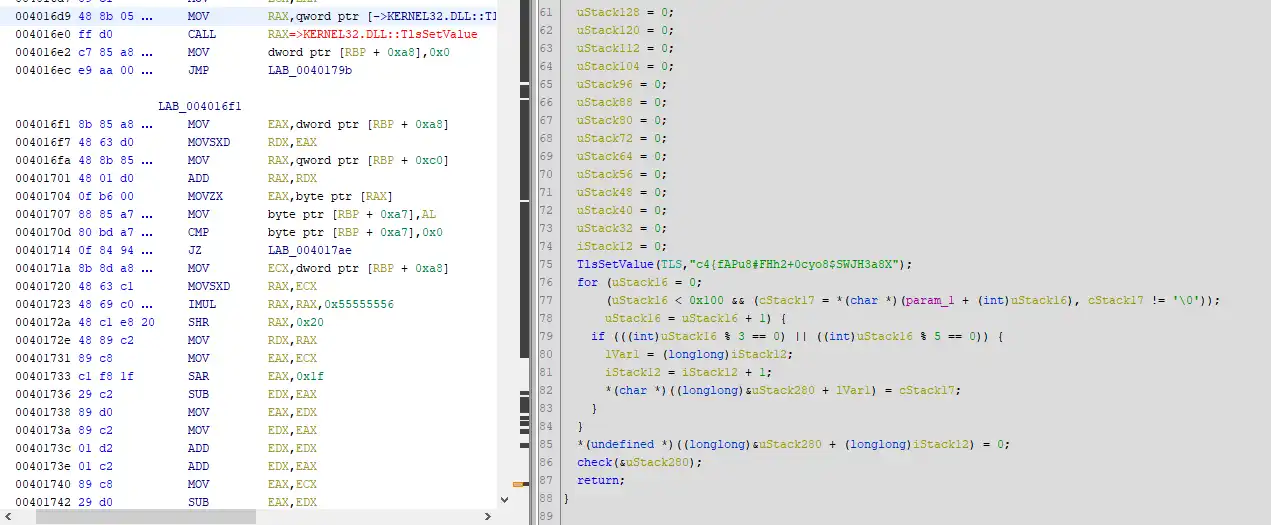 004016d9 48 8b 05 ... MOV RAX,qword ptr [->KERNEL32.DLL::Tl
004016e0 ff d0 CALL RAX=>KERNEL32.DLL::TlsSetValue
004016e2 c7 85 a8 ... MOV dword ptr [RBP + 0xa8],0x0
004016ec e9 aa 00 ... JMP LAB_0040179b
LAB_004016f1
004016f1 8b 85 a8 ... MOV EAX,dword ptr [RBP + 0xa8]
004016f7 48 63 d0 MOVSXD RDX,EAX
004016fa 48 8b 85 ... MOV RAX,qword ptr [RBP + 0xc0]
00401701 48 01 d0 ADD RAX,RDX
00401704 0f b6 00 MOVZX EAX,byte ptr [RAX]
00401707 88 85 a7 ... MOV byte ptr [RBP + 0xa7],AL
0040170d 80 bd a7 ... CMP byte ptr [RBP + 0xa7],0x0
00401714 0f 84 94 ... JZ LAB_004017ae
0040171a 8b 8d a8 ... MOV ECX,dword ptr [RBP + 0xa8]
00401720 48 63 c1 MOVSXD RAX,ECX
00401723 48 69 c0 ... IMUL RAX,RAX,0x55555556
0040172a 48 c1 e8 20 SHR RAX,0x20
0040172e 48 89 c2 MOV RDX,RAX
00401731 89 c8 MOV EAX,ECX
00401733 c1 f8 1f SAR EAX,0x1f
00401736 29 c2 SUB EDX,EAX
00401738 89 d0 MOV EAX,EDX
0040173a 89 c2 MOV EDX,EAX
0040173c 01 d2 ADD EDX,EDX
0040173e 01 c2 ADD EDX,EAX
00401740 89 c8 MOV EAX,ECX
00401742 29 d0 SUB EAX,EDX
61 uStack128 = 0;
62 uStack120 = 0;
63 uStack112 = 0;
64 uStack104 = 0;
65 uStack96 = 0;
66 uStack88 = 0;
67 uStack80 = 0;
68 uStack72 = 0;
69 uStack64 = 0;
70 uStack56 = 0;
71 uStack48 = 0;
72 uStack40 = 0;
73 uStack32 = 0;
74 iStack12 = 0;
75 TlsSetValue(TLS,"c4{fAPu8#FHh2+0cyo8$SWJH3a8X");
76 for (uStack16 = 0;
77 (uStack16 < 0x100 && (cStack17 = *(char *)(param_1 + (int)uStack16), cStack17 != '\0'));
78 uStack16 = uStack16 + 1) {
79 if (((int)uStack16 % 3 == 0) || ((int)uStack16 % 5 == 0)) {
80 lVar1 = (longlong)iStack12;
81 iStack12 = iStack12 + 1;
82 *(char *)((longlong)&uStack280 + lVar1) = cStack17;
83 }
84 }
85 *(undefined *)((longlong)&uStack280 + (longlong)iStack12) = 0;
86 check(&uStack280);
87 return;
88 }
89